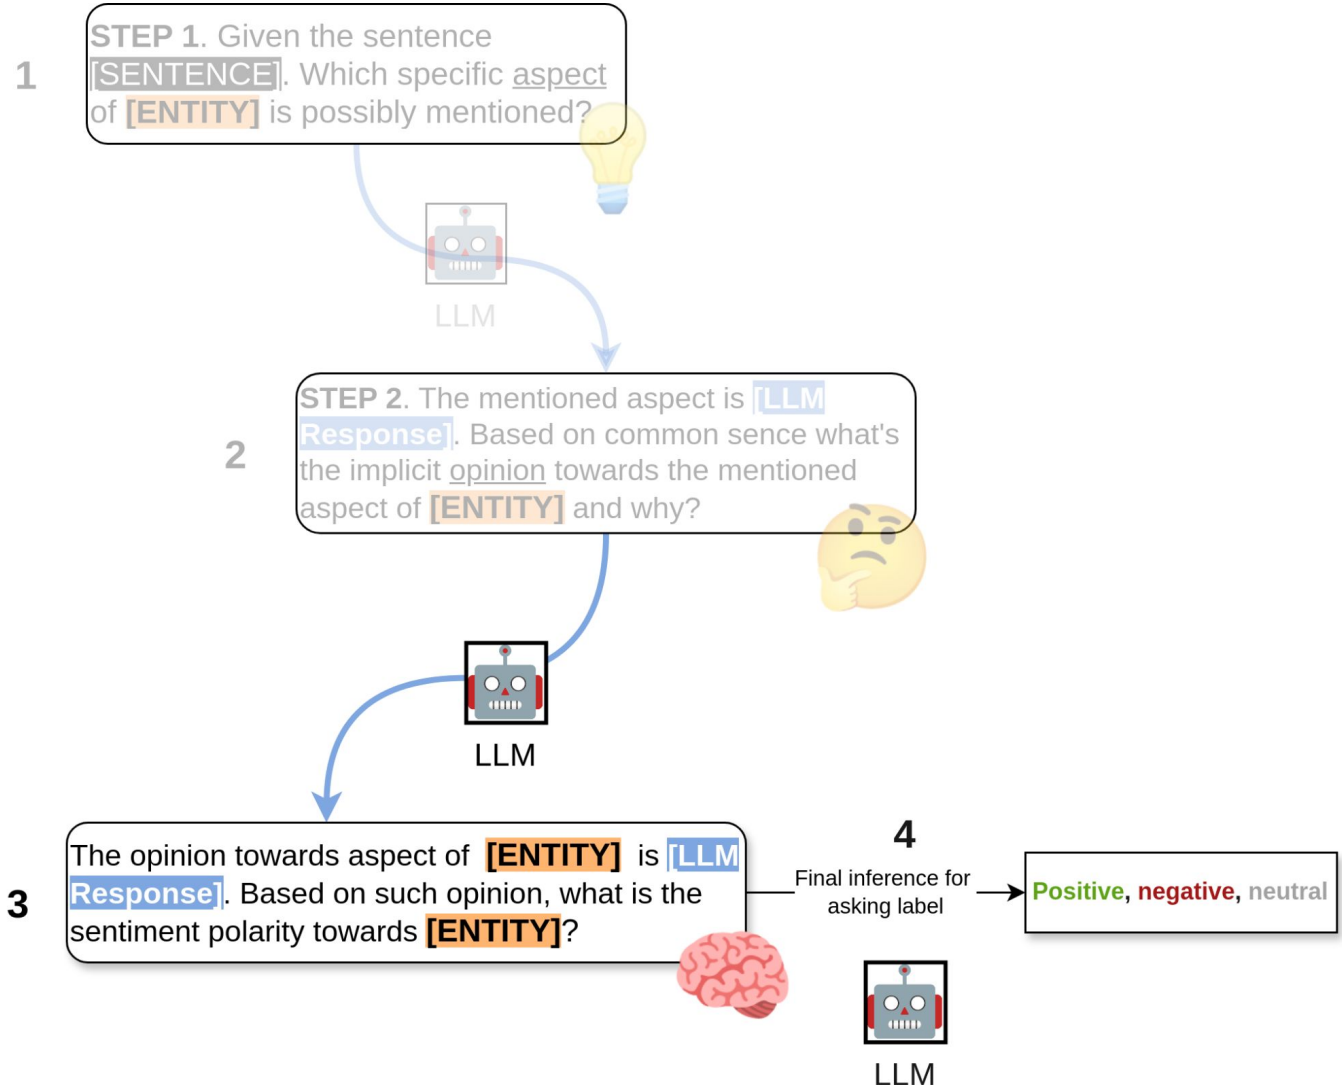 1
STEP 1. Given the sentence
[SENTENCE]. Which specific aspect
of [ENTITY] is possibly mentioned?
LLM
2
STEP 2. The mentioned aspect is [LLM
Response]. Based on common sence what's
the implicit opinion towards the mentioned
aspect of [ENTITY] and why?
LLM
3
The opinion towards aspect of [ENTITY] is [LLM
Response]. Based on such opinion, what is the
sentiment polarity towards [ENTITY]?
4
Final inference for
asking label
Positive, negative, neutral
LLM